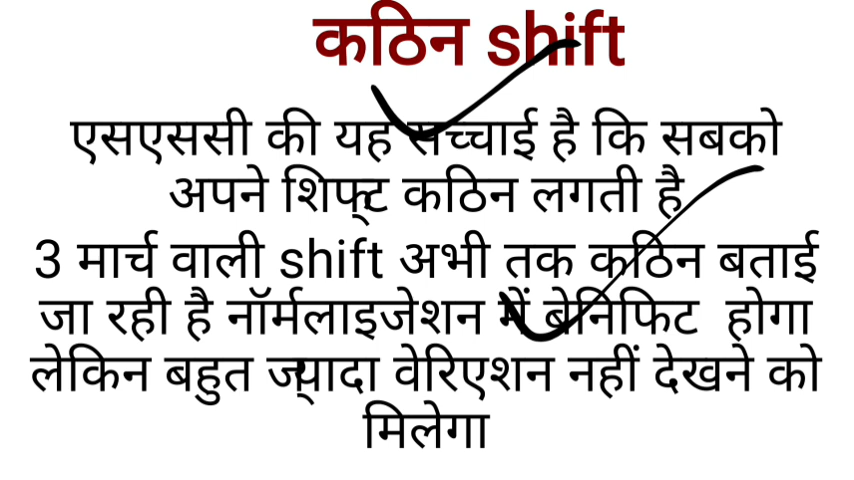 कठिन shift
एसएससी की यह सच्चाई है कि सबको
अपने शिफ्ट कठिन लगती है
3 मार्च वाली shift अभी तक कठिन बताई
जा रही है नॉर्मलाइजेशन में बेनिफिट होगा
लेकिन बहुत ज्यादा वेरिएशन नहीं देखने को
मिलेगा